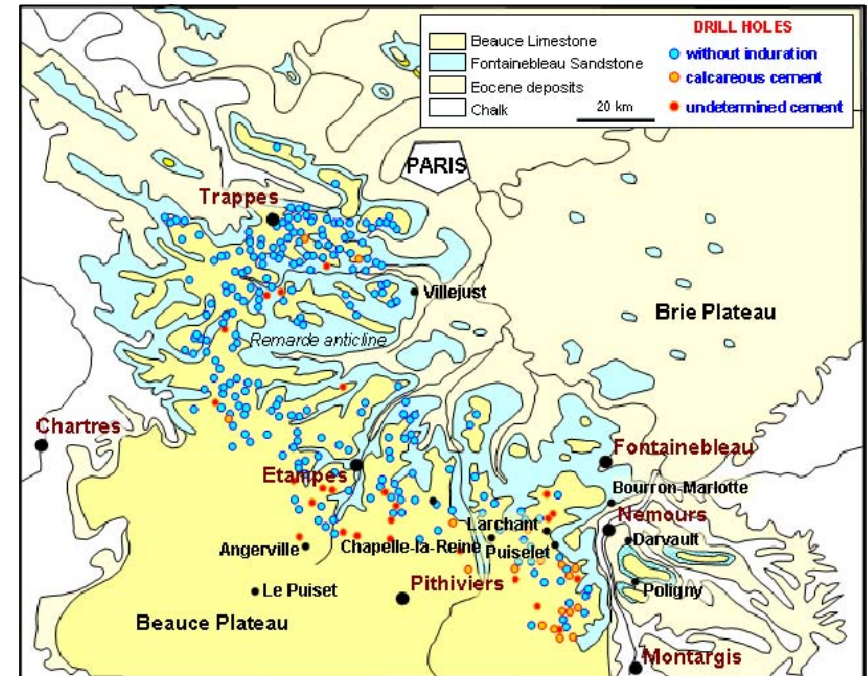 DRILL HOLES
Beauce Limestone
Fontainebleau Sandstone
Eocene deposits
Chalk
20 km
without induration
calcareous cement
undetermined cement
PARIS
Trappes
Villejust
Brie Plateau
Remarde anticline
Chartres
Etampes
Fontainebleau
Bourron-Marlotte
Larchant
Nemours
Darvault
Angerville
Chapelle-la-Reine
Puiselet
Poligny
Le Puiset
Pithiviers
Beauce Plateau
Montargis